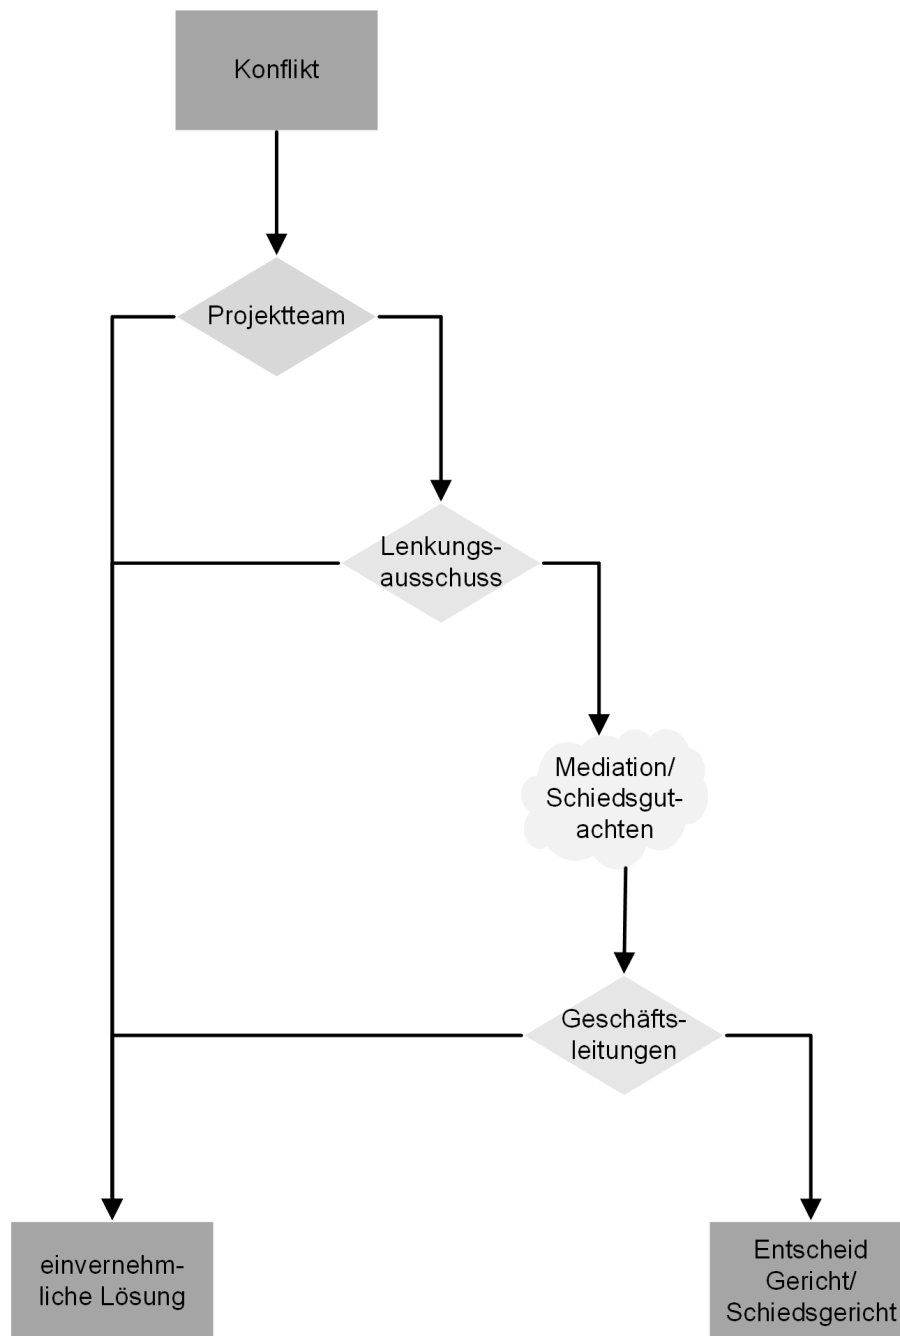 Konflikt
Projektteam
Lenkungs-
ausschuss
Mediation/
Schiedsgut-
achten
Geschäfts-
leitungen
einvernehm-
liche Lösung
Entscheid
Gericht/
Schiedsgericht